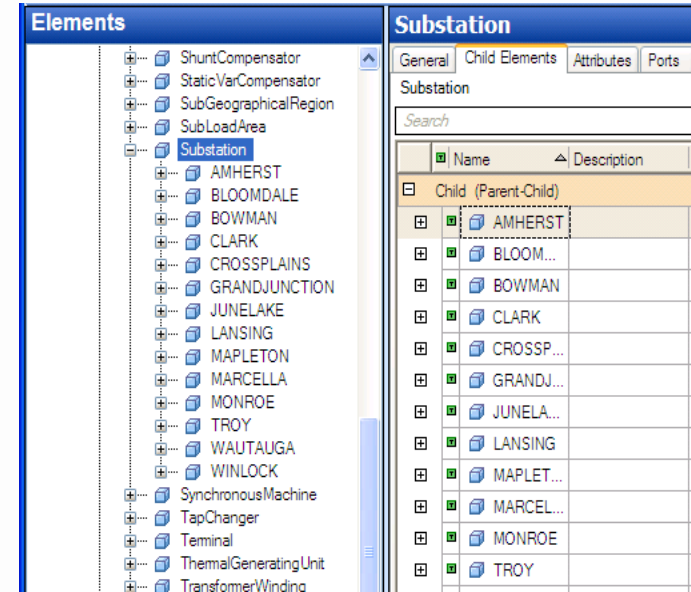 Elements
ShuntCompensator
StaticVarCompensator
SubGeographicalRegion
SubLoadArea
Substation
AMHERST
BLOOMDALE
BOWMAN
CLARK
CROSSPLAINS
GRANDJUNCTION
JUNELAKE
LANSING
MAPLETON
MARCELLA
MONROE
TROY
WAUTAUGA
WINLOCK
SynchronousMachine
TapChanger
Terminal
ThermalGeneratingUnit
TransformerWinding
Substation
General Child Elements Attributes Ports
Substation
Search
Name Description
Child (Parent-Child)
AMHERST
BLOOM...
BOWMAN
CLARK
CROSSP...
GRANDJ...
JUNELA...
LANSING
MAPLET...
MARCEL...
MONROE
TROY